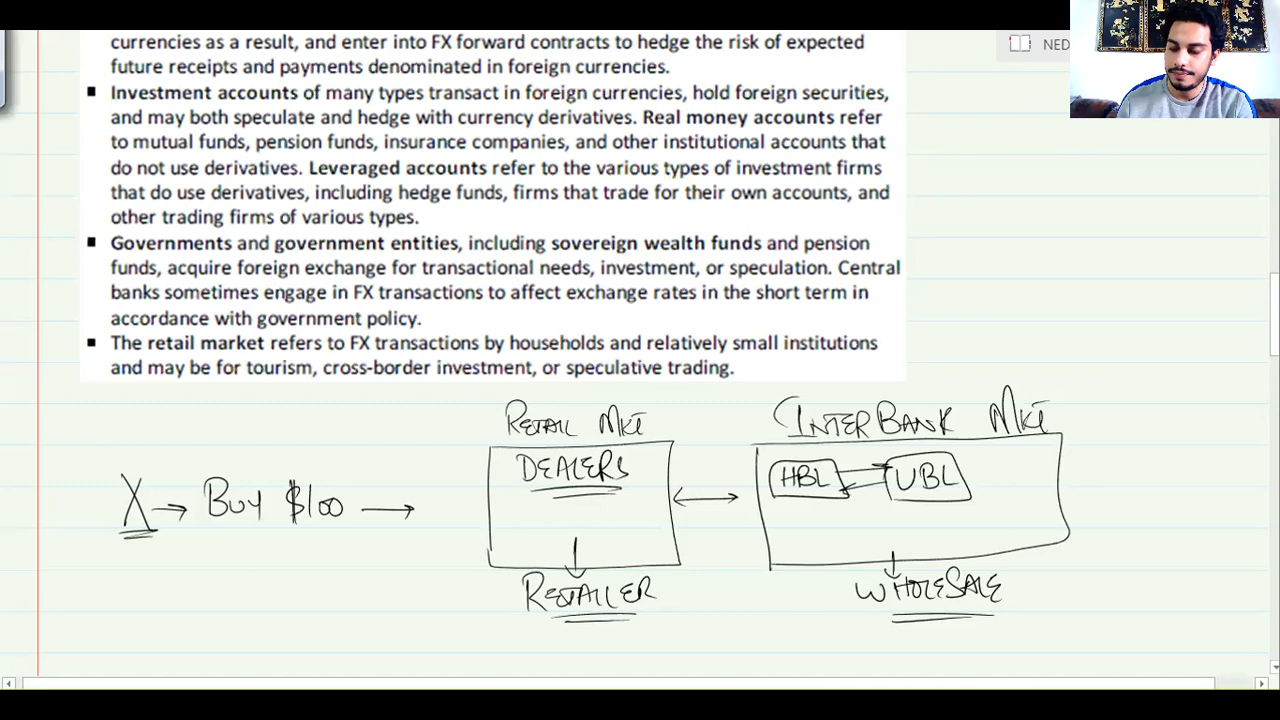 currencies as a result, and enter into FX forward contracts to hedge the risk of expected
future receipts and payments denominated in foreign currencies.
▪ Investment accounts of many types transact in foreign currencies, hold foreign securities,
and may both speculate and hedge with currency derivatives. Real money accounts refer
to mutual funds, pension funds, insurance companies, and other institutional accounts that
do not use derivatives. Leveraged accounts refer to the various types of investment firms
that do use derivatives, including hedge funds, firms that trade for their own accounts, and
other trading firms of various types.
▪ Governments and government entities, including sovereign wealth funds and pension
funds, acquire foreign exchange for transactional needs, investment, or speculation. Central
banks sometimes engage in FX transactions to affect exchange rates in the short term in
accordance with government policy.
▪ The retail market refers to FX transactions by households and relatively small institutions
and may be for tourism, cross-border investment, or speculative trading.
NED
RETAIL MKT
INTERBANK MKT
DEALERS
HBL
UBL
X → BUY $100 →
RETAILER
WHOLESALE